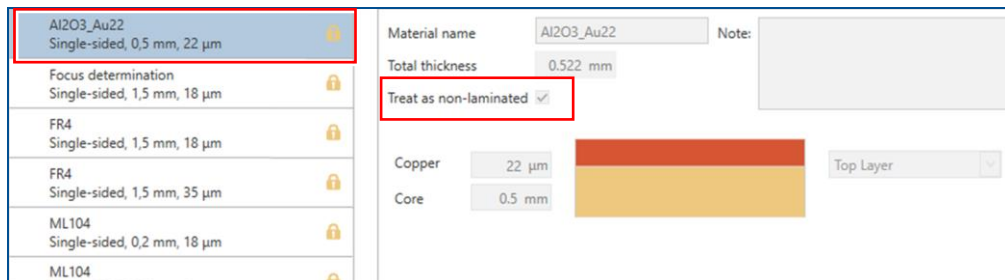 Al2O3_Au22
Single-sided, 0,5 mm, 22 µm
Focus determination
Single-sided, 1,5 mm, 18 µm
FR4
Single-sided, 1,5 mm, 18 µm
FR4
Single-sided, 1,5 mm, 35 µm
ML104
Single-sided, 0,2 mm, 18 µm
ML104
Material name Al2O3_Au22 Note:
Total thickness 0.522 mm
Treat as non-laminated
Copper 22 µm Top Layer
Core 0.5 mm